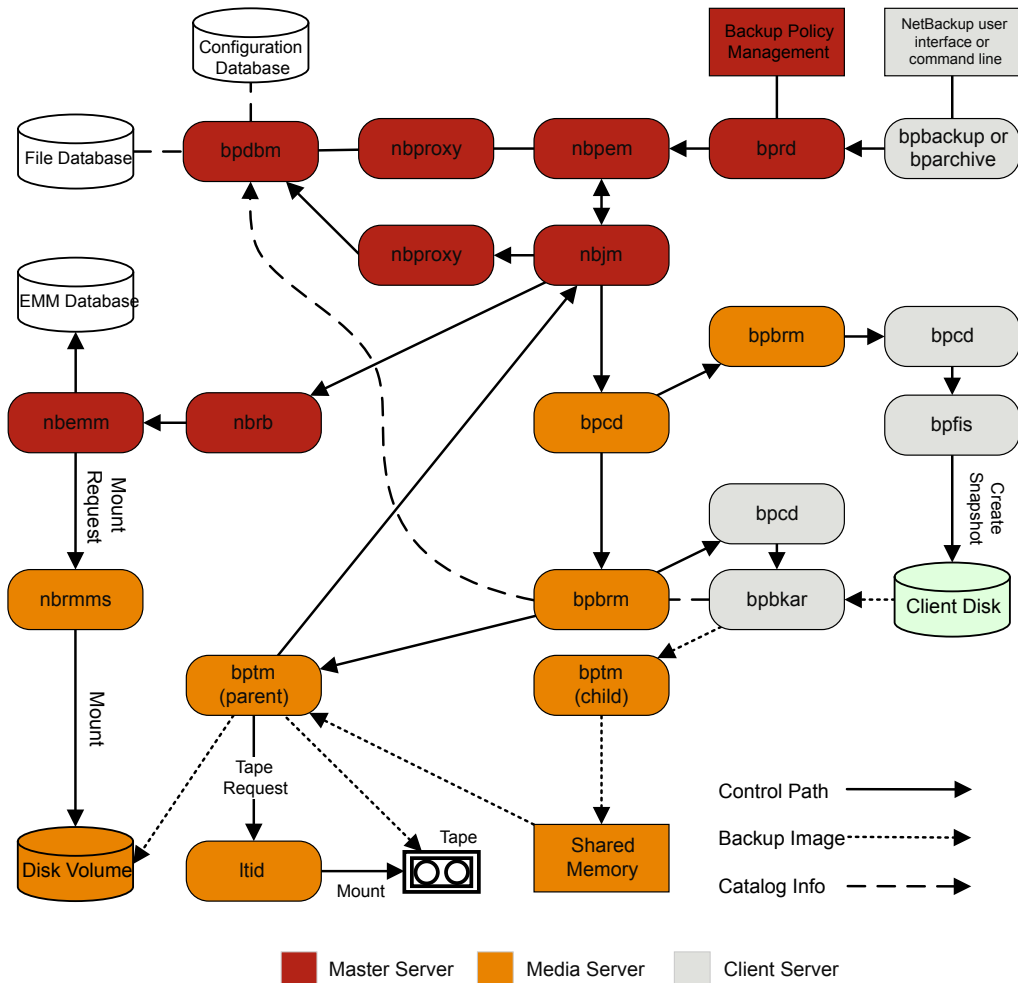 Configuration
Database
Backup Policy
Management
NetBackup user
interface or
command line
File Database
bpdbm
nbproxy
nbpem
bprd
bpbackup or
bparchive
nbproxy
nbjm
EMM Database
bpbrm
bpcd
nbemm
nbrb
bpcd
bpfis
Mount
Request
Create
Snapshot
bpcd
nbrmms
bpbrm
bpbkar
Client Disk
bptm
(parent)
bptm
(child)
Mount
Tape
Request
Control Path
Tape
Shared
Memory
Backup Image
Disk Volume
ltid
Mount
Catalog Info
Master Server
Media Server
Client Server